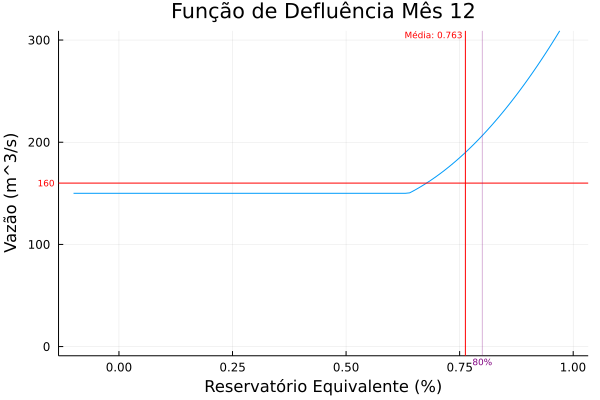 Função de Defluência Mês 12
Vazão (m^3/s)
300
200
160
100
0
Média: 0.763
0.00
0.25
0.50
0.75
80%
1.00
Reservatório Equivalente (%)